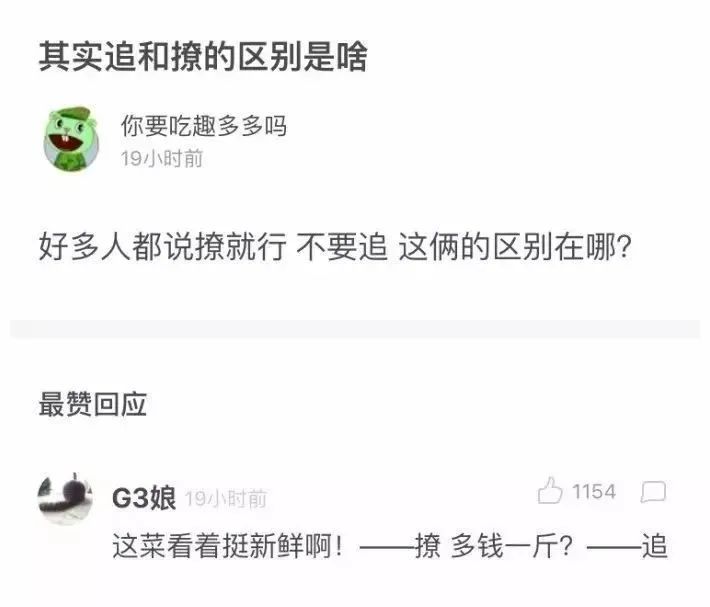 其实追和撩的区别是啥
你要吃趣多多吗
19小时前
好多人都说撩就行 不要追 这俩的区别在哪?
最赞回应
G3娘 19小时前 1154
这菜看着挺新鲜啊！——撩 多钱一斤？——追